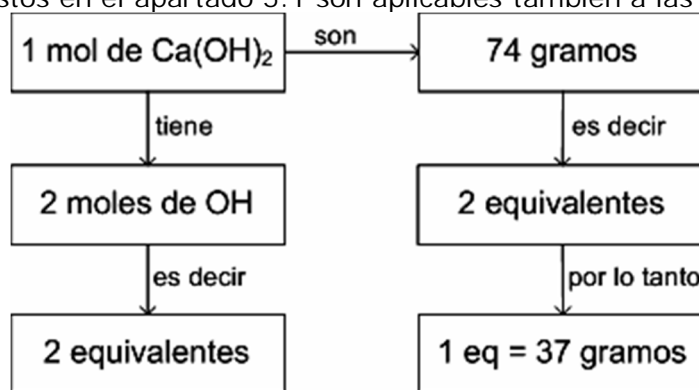 stos en el apartado 3.1 son aplicables también a las
1 mol de Ca(OH)₂
son
74 gramos
tiene
es decir
2 moles de OH
2 equivalentes
es decir
por lo tanto
2 equivalentes
1 eq = 37 gramos